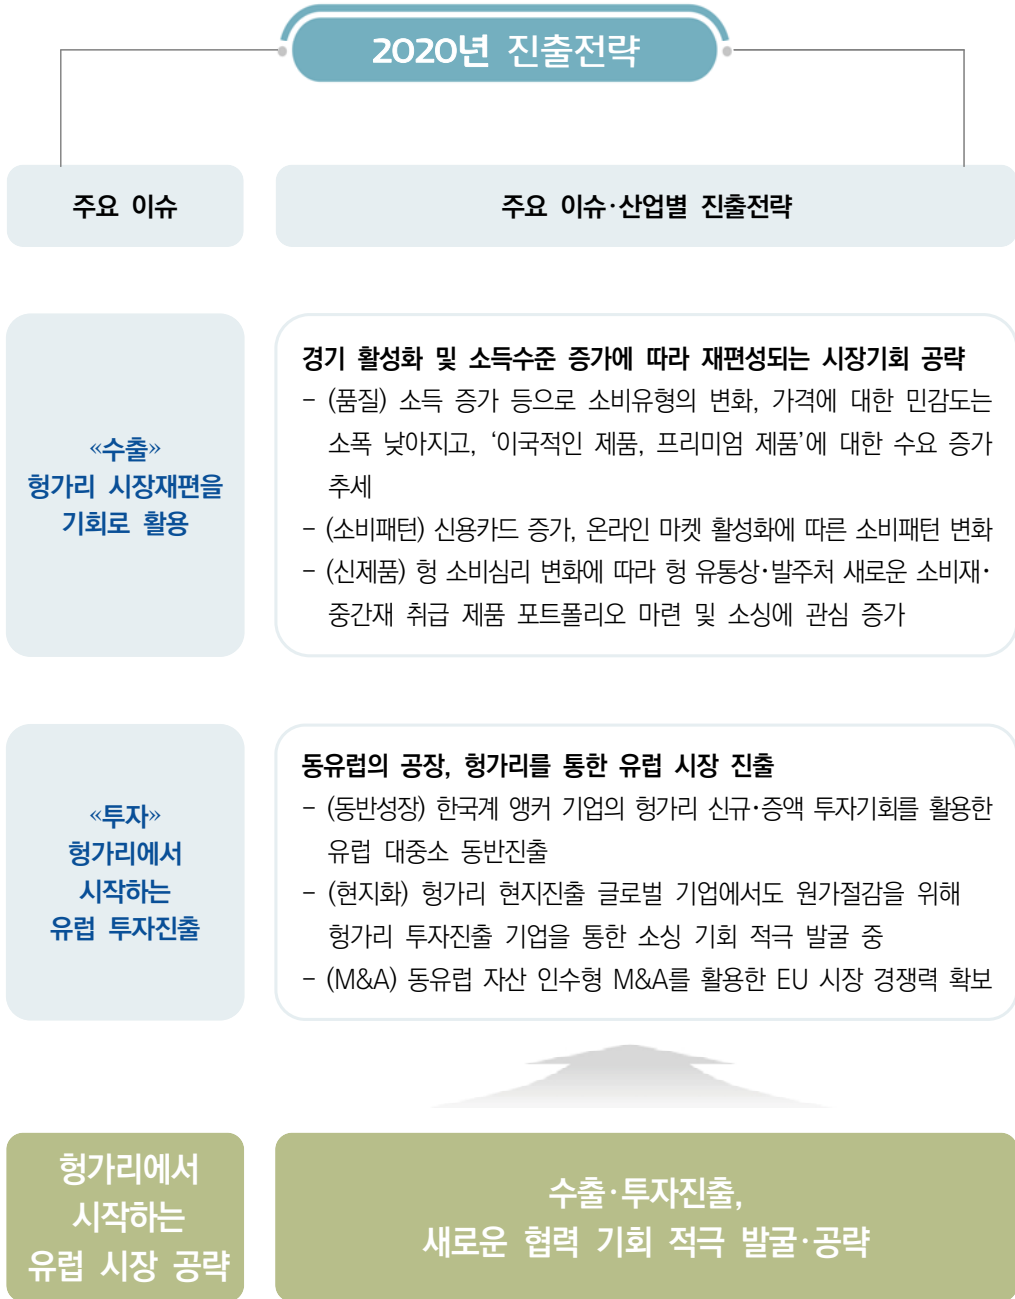 2020년 진출전략
주요 이슈
주요 이슈·산업별 진출전략
«수출»
헝가리 시장재편을
기회로 활용
경기 활성화 및 소득수준 증가에 따라 재편성되는 시장기회 공략
- (품질) 소득 증가 등으로 소비유형의 변화, 가격에 대한 민감도는
소폭 낮아지고, ‘이국적인 제품, 프리미엄 제품’에 대한 수요 증가
추세
- (소비패턴) 신용카드 증가, 온라인 마켓 활성화에 따른 소비패턴 변화
- (신제품) 헝 소비심리 변화에 따라 헝 유통상·발주처 새로운 소비재·
중간재 취급 제품 포트폴리오 마련 및 소싱에 관심 증가
«투자»
헝가리에서
시작하는
유럽 투자진출
동유럽의 공장, 헝가리를 통한 유럽 시장 진출
- (동반성장) 한국계 앵커 기업의 헝가리 신규·증액 투자기회를 활용한
유럽 대중소 동반진출
- (현지화) 헝가리 현지진출 글로벌 기업에서도 원가절감을 위해
헝가리 투자진출 기업을 통한 소싱 기회 적극 발굴 중
- (M&A) 동유럽 자산 인수형 M&A를 활용한 EU 시장 경쟁력 확보
헝가리에서
시작하는
유럽 시장 공략
수출·투자진출,
새로운 협력 기회 적극 발굴·공략